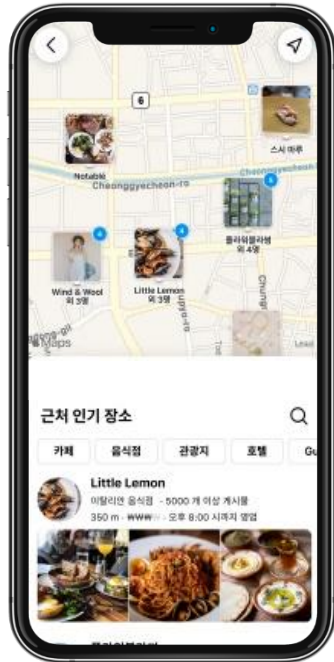 6
스시 마루
Notable
Cheonggyecheon-ro
Cheonggyecheon
6
플라워블라썸
외 4명
4
4
Wind & Wool
외 3명
Little Lemon
외 3명
Maps
근처 인기 장소
카페 음식점 관광지 호텔 Gu
Little Lemon
이탈리안 음식점 · 5000 개 이상 게시물
350 m · ₩₩₩ · 오후 8:00 시까지 영업